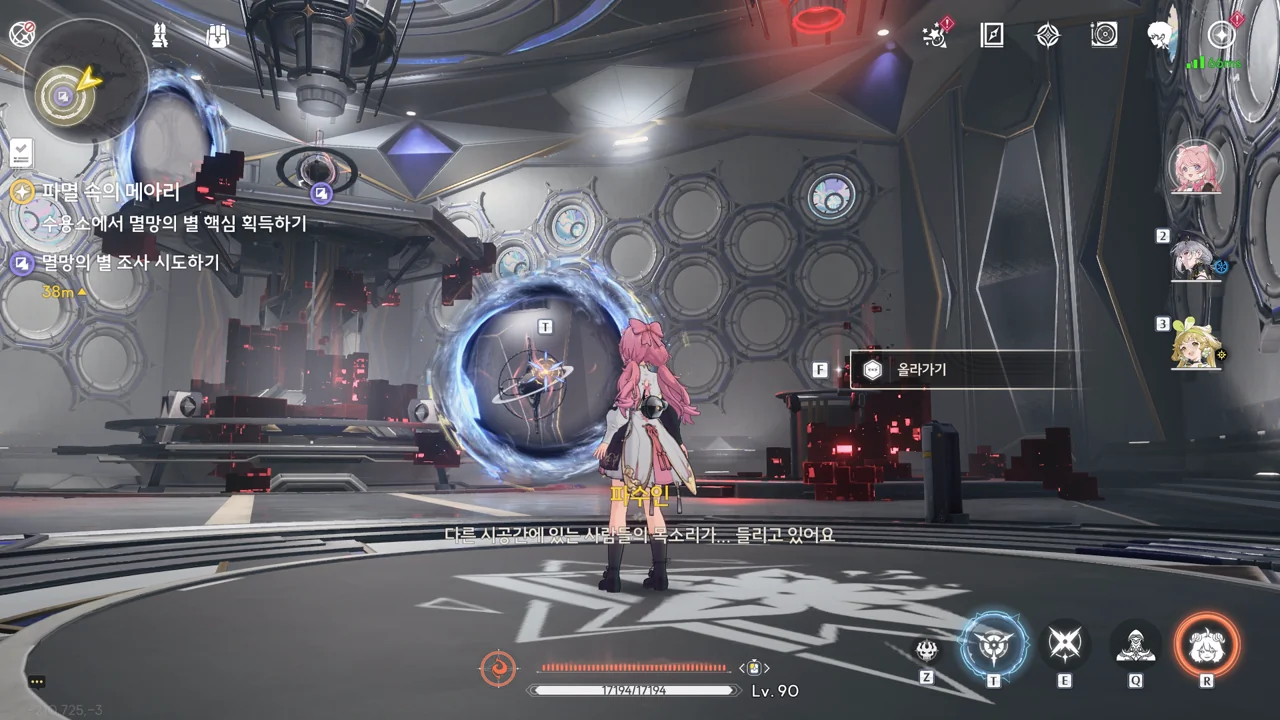 60ms
파멸 속의 메아리
수용소에서 멸망의 별 핵심 획득하기
멸망의 별 조사 시도하기
38m
2
3
T
F
올라가기
파수인
다른 시공간에 있는 사람들의 목소리가... 들리고 있어요
17194/17194
Lv. 90
Z
T
E
Q
R